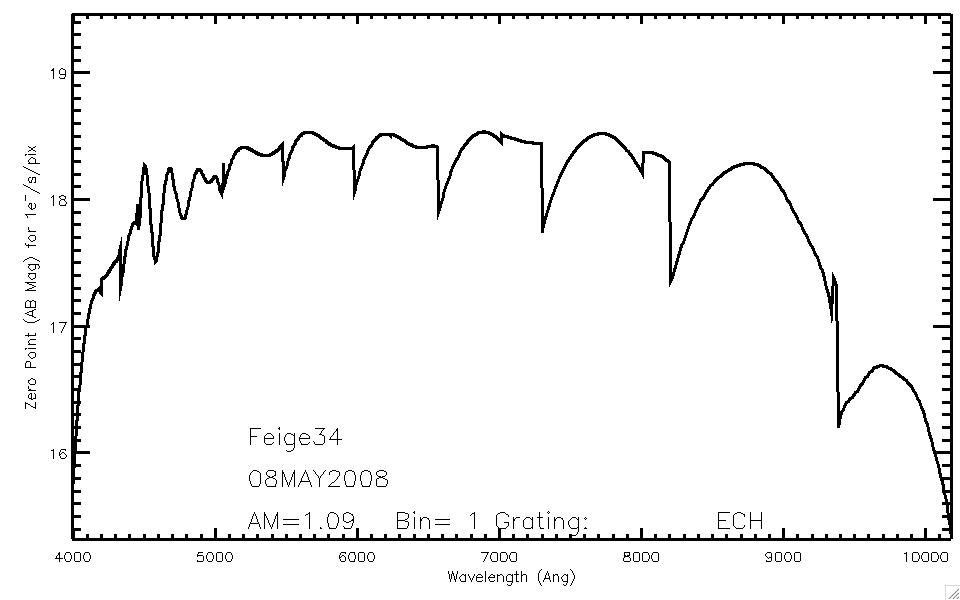 19
18
17
16
Zero Point (AB Mag) for 1e⁻/s/pix
Feige34
08MAY2008
AM=1.09 Bin= 1 Grating: ECH
4000 5000 6000 7000 8000 9000 10000
Wavelength (Ang)